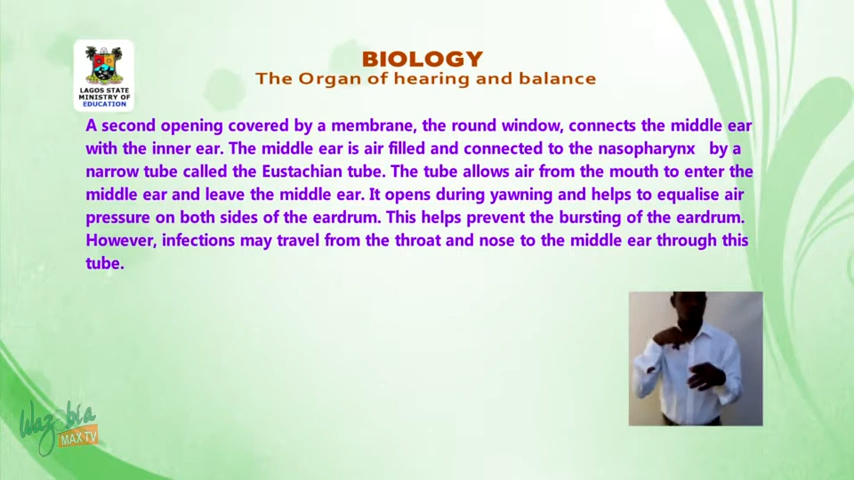 BIOLOGY
The Organ of hearing and balance
LAGOS STATE
MINISTRY OF
EDUCATION
A second opening covered by a membrane, the round window, connects the middle ear
with the inner ear. The middle ear is air filled and connected to the nasopharynx by a
narrow tube called the Eustachian tube. The tube allows air from the mouth to enter the
middle ear and leave the middle ear. It opens during yawning and helps to equalise air
pressure on both sides of the eardrum. This helps prevent the bursting of the eardrum.
However, infections may travel from the throat and nose to the middle ear through this
tube.
Wazobia
MAX TV